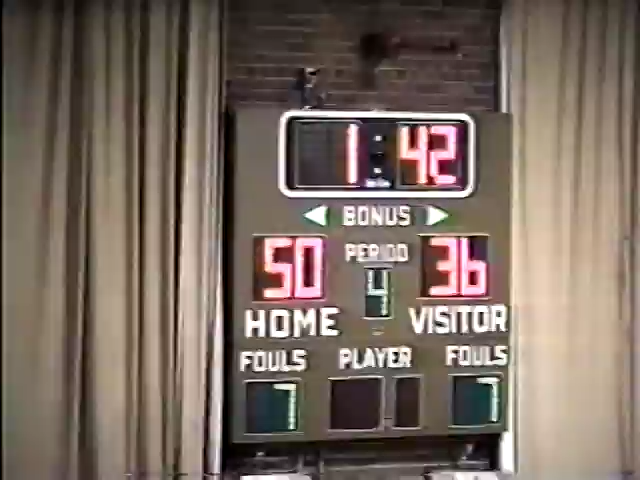 1:42
BONUS
PERIOD
50 4 36
HOME VISITOR
FOULS PLAYER FOULS
7 7